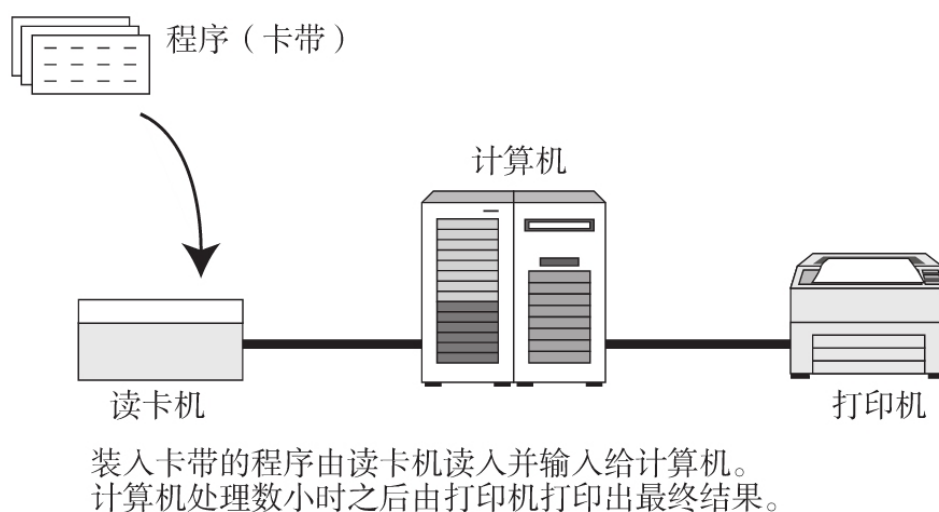 程序（卡带）
计算机
读卡机
打印机
装入卡带的程序由读卡机读入并输入给计算机。
计算机处理数小时之后由打印机打印出最终结果。